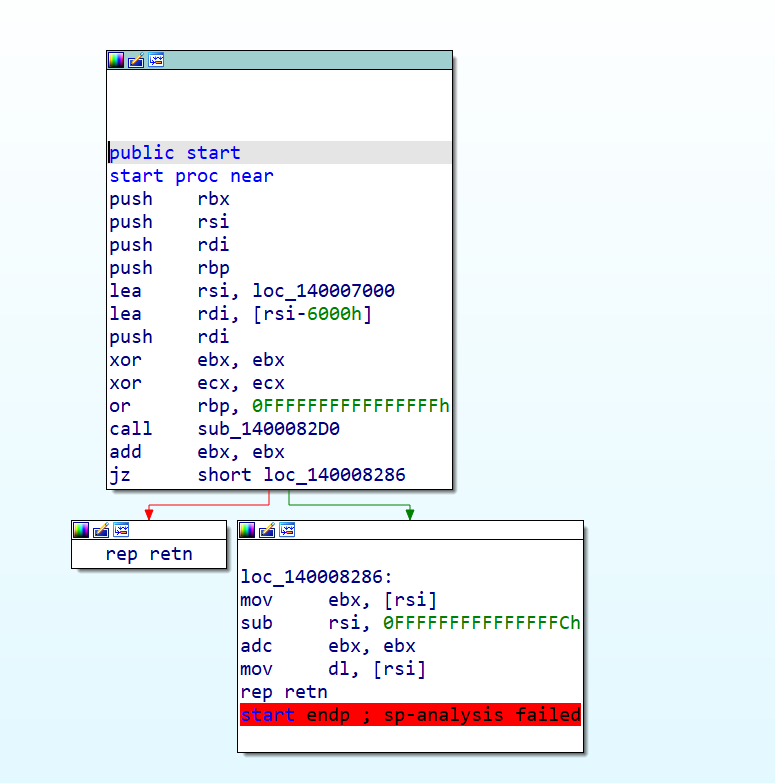 public start
start proc near
push rbx
push rsi
push rdi
push rbp
lea rsi, loc_140007000
lea rdi, [rsi-6000h]
push rdi
xor ebx, ebx
xor ecx, ecx
or rbp, 0FFFFFFFFFFFFFFFFh
call sub_1400082D0
add ebx, ebx
jz short loc_140008286
rep retn
loc_140008286:
mov ebx, [rsi]
sub rsi, 0FFFFFFFFFFFFFFFCh
adc ebx, ebx
mov dl, [rsi]
rep retn
start endp ; sp-analysis failed